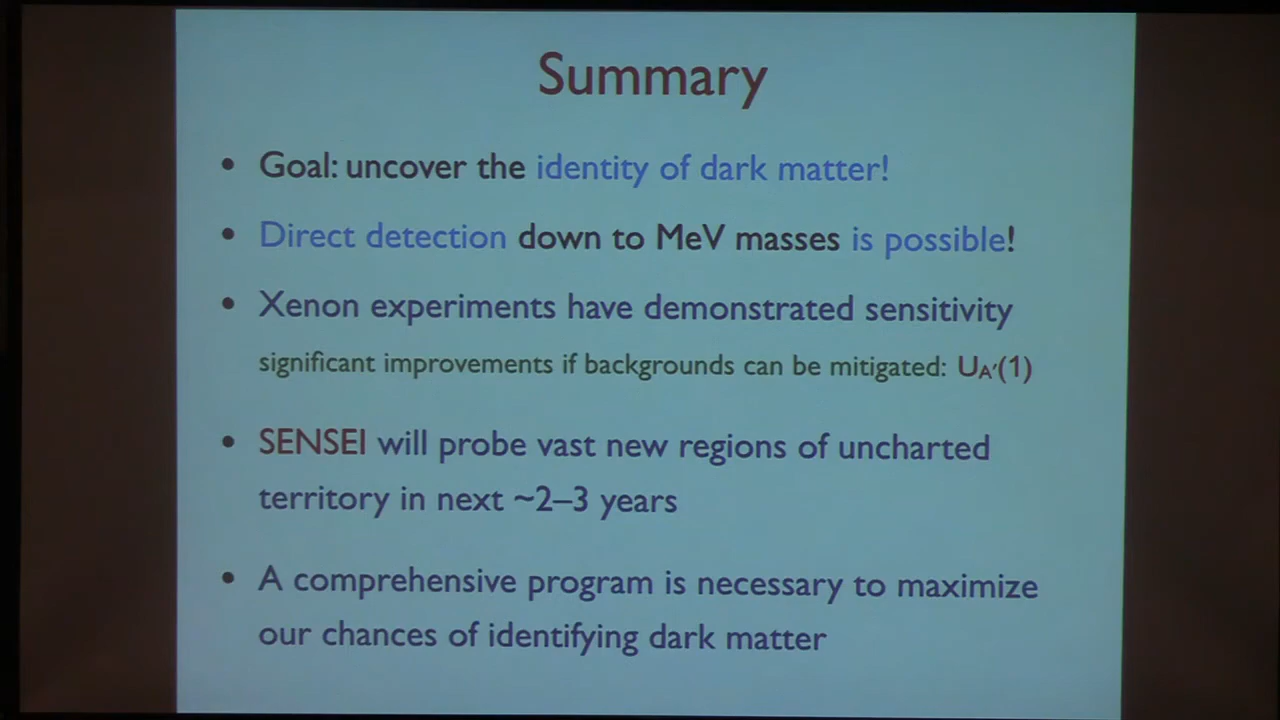 Summary
• Goal: uncover the identity of dark matter!
• Direct detection down to MeV masses is possible!
• Xenon experiments have demonstrated sensitivity
significant improvements if backgrounds can be mitigated: UA′(1)
• SENSEI will probe vast new regions of uncharted
territory in next ~2–3 years
• A comprehensive program is necessary to maximize
our chances of identifying dark matter